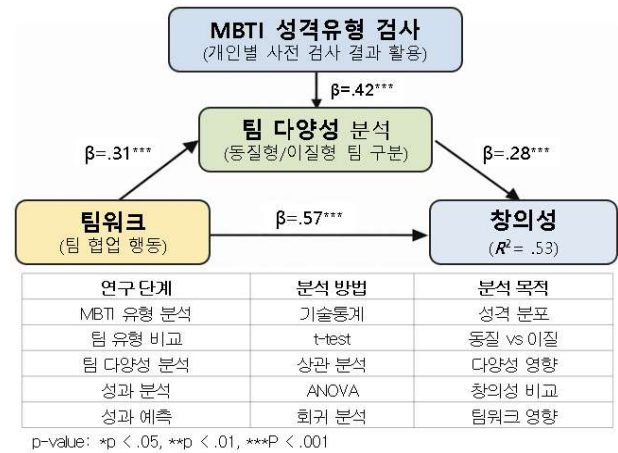 MBTI 성격유형 검사
(개인별 사전 검사 결과 활용)
β=.42***
팀 다양성 분석
(동질형/이질형 팀 구분)
β=.31***
β=.28***
팀워크
(팀 협업 행동)
β=.57***
창의성
(R²= .53)
연구 단계 분석 방법 분석 목적
MBTI 유형 분석 기술통계 성격 분포
팀 유형 비교 t-test 동질 vs 이질
팀 다양성 분석 상관 분석 다양성 영향
성과 분석 ANOVA 창의성 비교
성과 예측 회귀 분석 팀워크 영향
p-value: *p < .05, **p < .01, ***P < .001